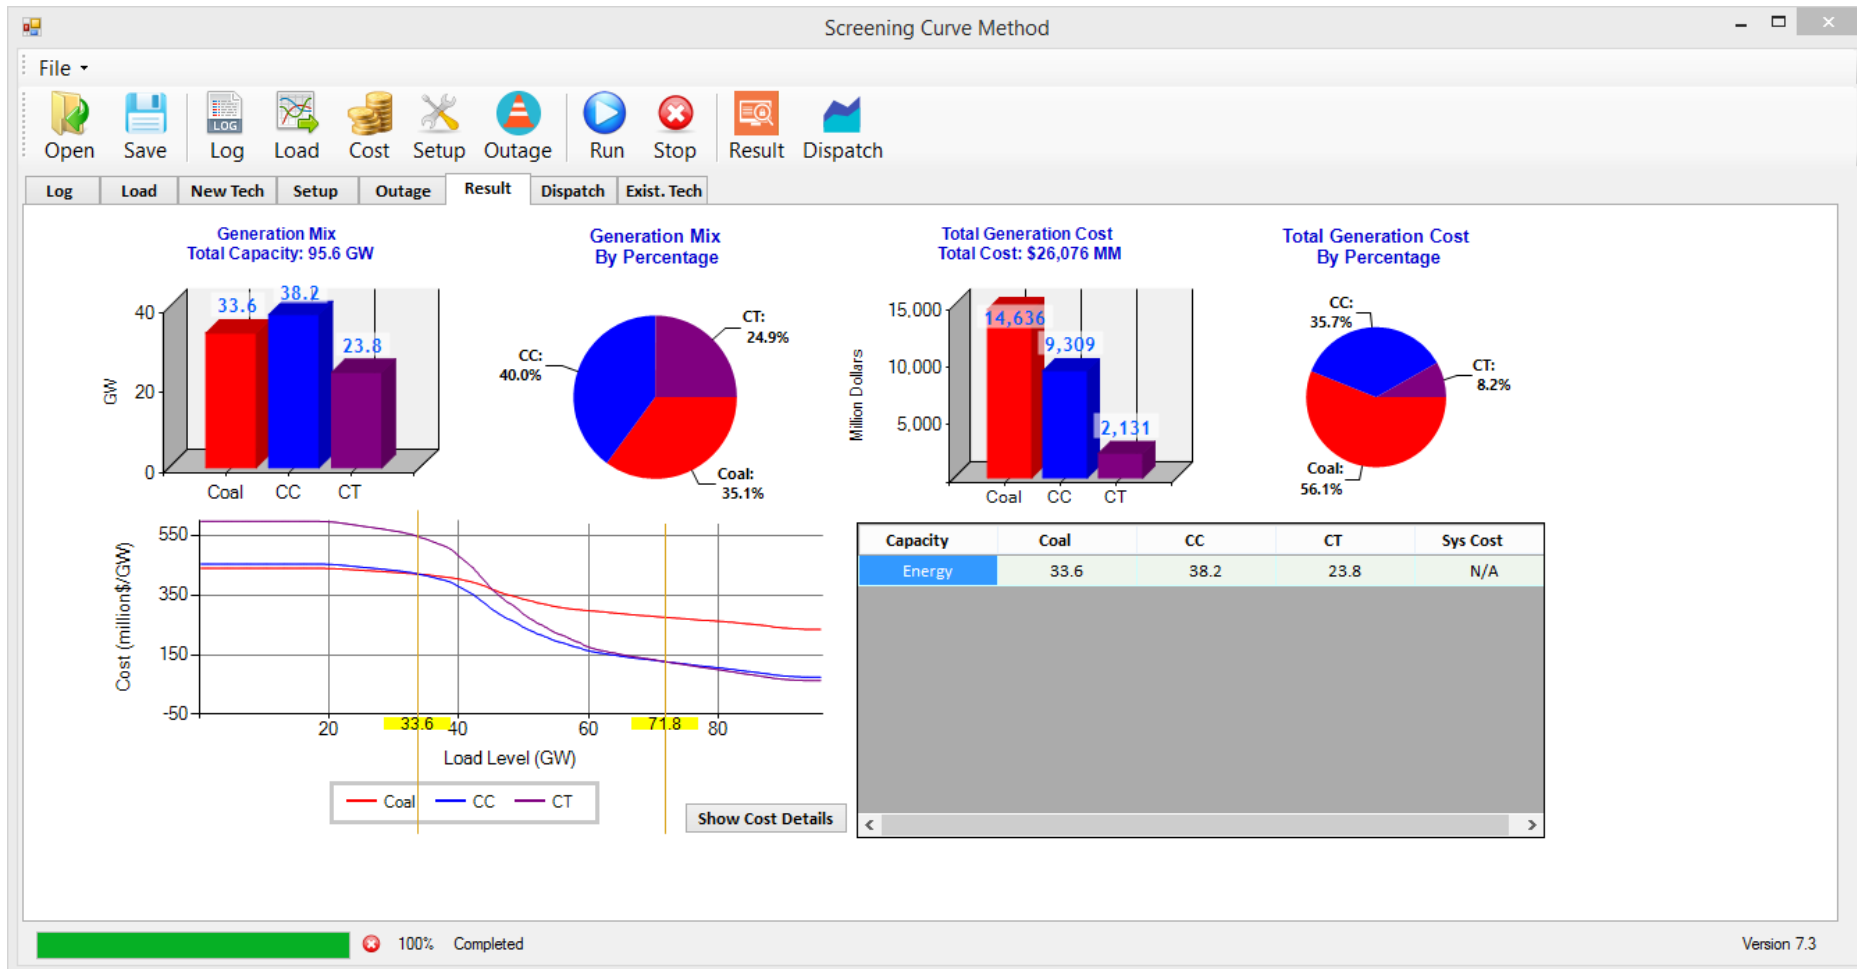 Screening Curve Method
File
Open Save Log Load Cost Setup Outage Run Stop Result Dispatch
LOG
Log Load New Tech Setup Outage Result Dispatch Exist. Tech
Generation Mix
Total Capacity: 95.6 GW
40
20
0
GW
33.6
38.2
23.8
Coal CC CT
Generation Mix
By Percentage
CT:
24.9%
CC:
40.0%
Coal:
35.1%
Total Generation Cost
Total Cost: $26,076 MM
15,000
10,000
5,000
Million Dollars
14,636
9,309
2,131
Coal CC CT
Total Generation Cost
By Percentage
CC:
35.7%
CT:
8.2%
Coal:
56.1%
550
350
150
-50
Cost (million$/GW)
20 33.6 40 60 71.8 80
Load Level (GW)
Coal CC CT
Show Cost Details
Capacity Coal CC CT Sys Cost
Energy 33.6 38.2 23.8 N/A
100% Completed
Version 7.3